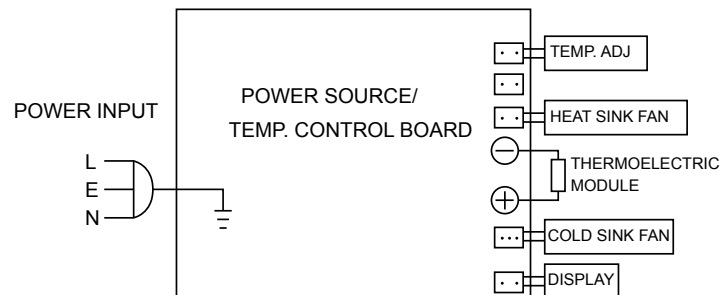 TEMP. ADJ
POWER SOURCE/
TEMP. CONTROL BOARD
POWER INPUT
HEAT SINK FAN
THERMOELECTRIC
MODULE
L
E
N
COLD SINK FAN
DISPLAY